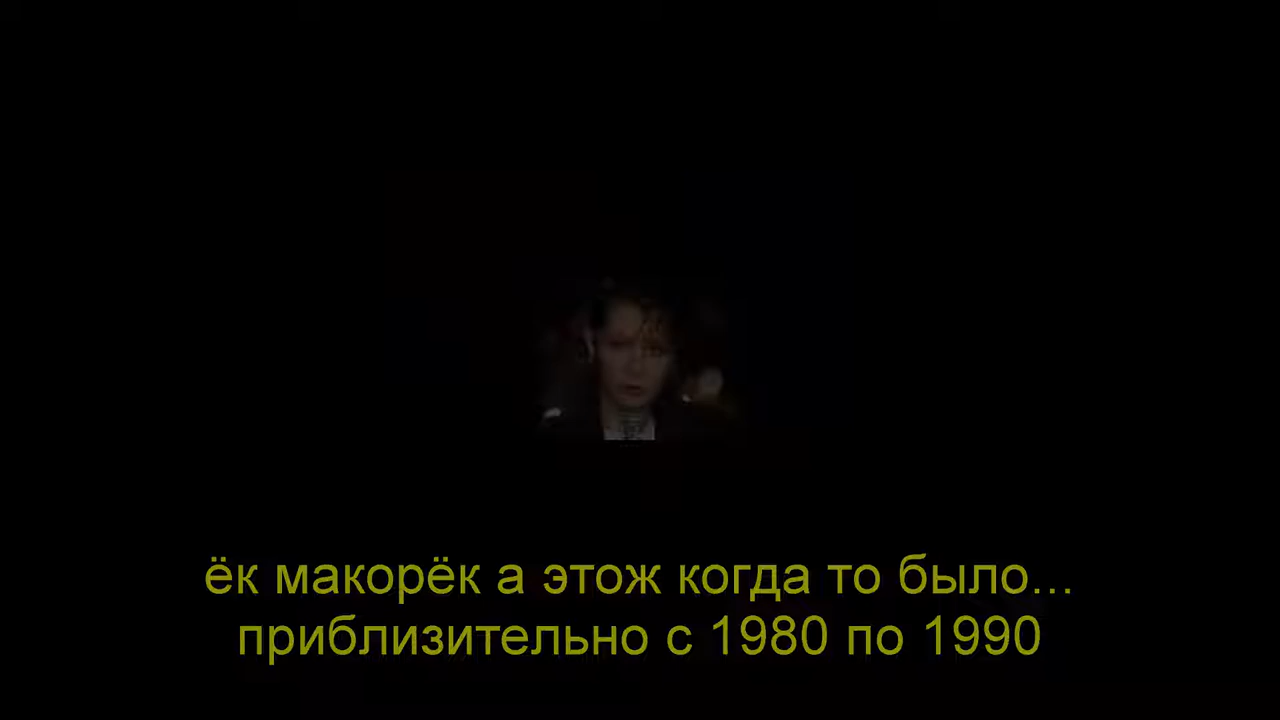 ёк макорёк а этож когда то было...
приблизительно с 1980 по 1990